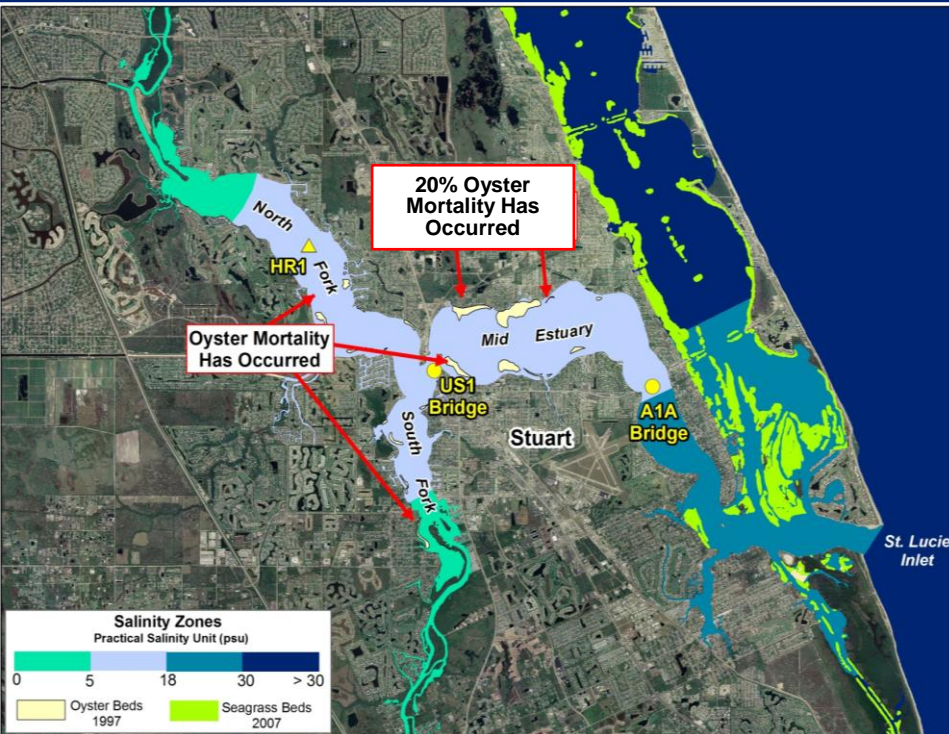 20% Oyster
Mortality Has
Occurred
North
Fork
HR1
Oyster Mortality
Has Occurred
Mid Estuary
US1
Bridge
A1A
Bridge
Stuart
South
Fork
St. Lucie
Inlet
Salinity Zones
Practical Salinity Unit (psu)
0 5 18 30 > 30
Oyster Beds
1997
Seagrass Beds
2007